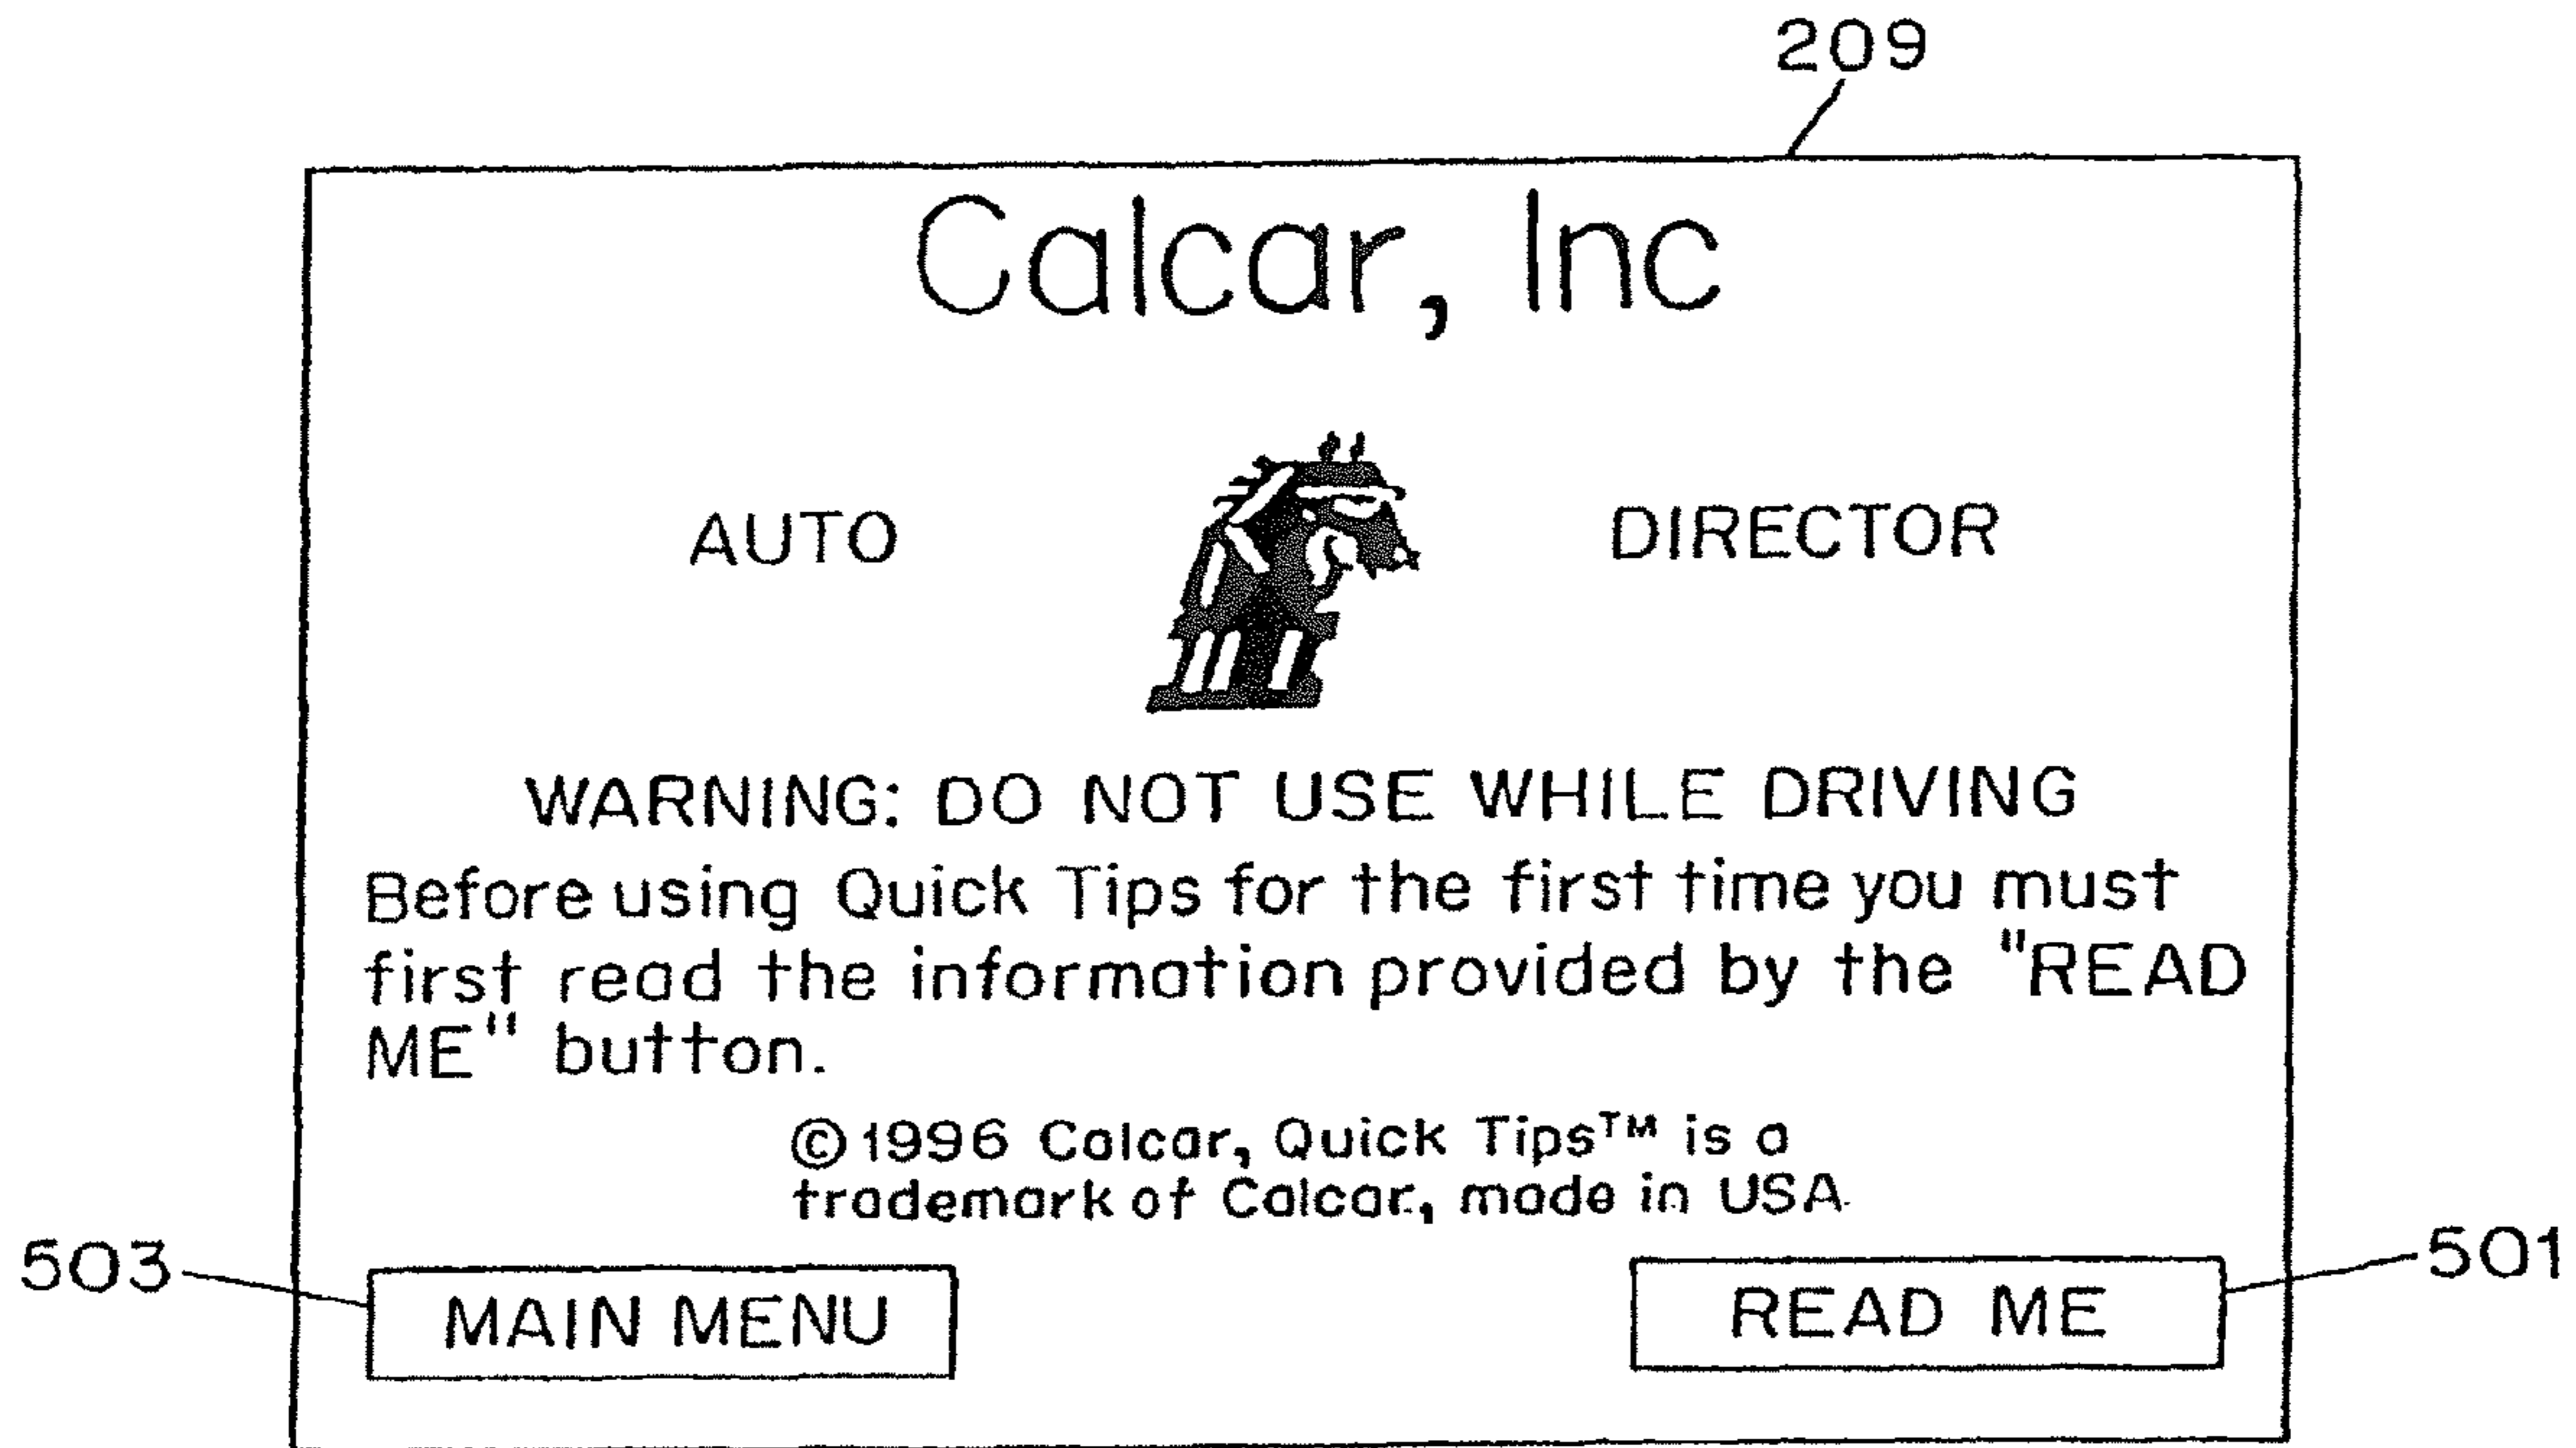 209
Calcar, Inc
AUTO DIRECTOR
WARNING: DO NOT USE WHILE DRIVING
Before using Quick Tips for the first time you must
first read the information provided by the "READ
ME" button.
©1996 Calcar, Quick Tips™ is a
trademark of Calcar, made in USA
503 MAIN MENU READ ME 501